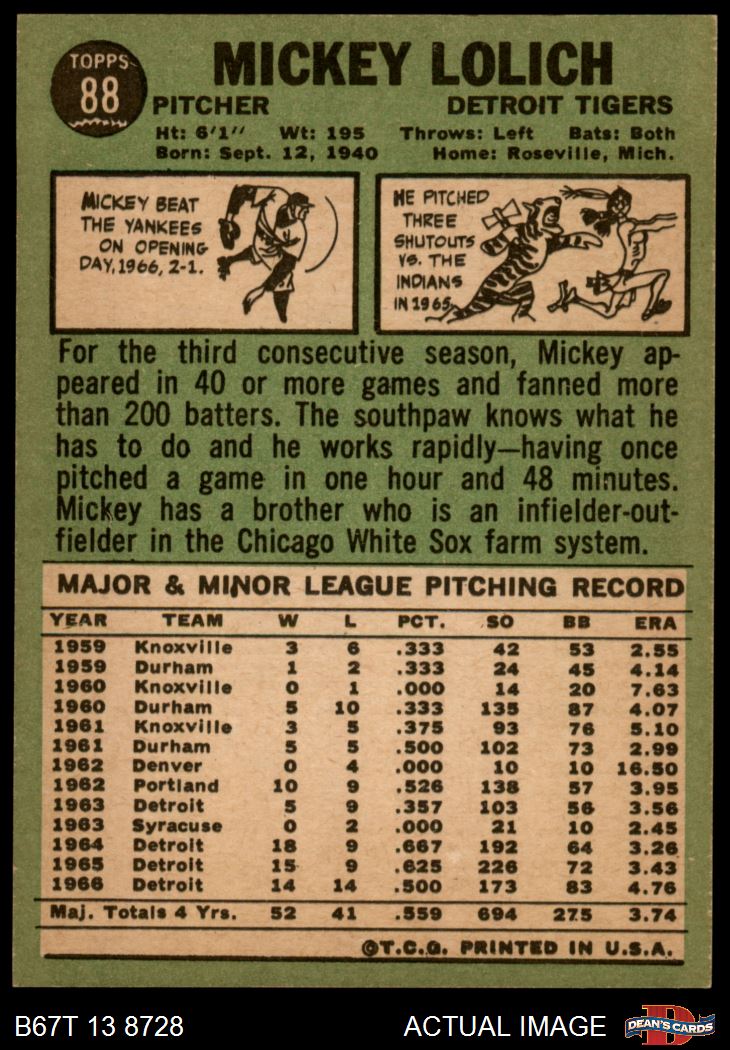 TOPPS
88
MICKEY LOLICH
PITCHER DETROIT TIGERS
Ht: 6'1" Wt: 195 Throws: Left Bats: Both
Born: Sept. 12, 1940 Home: Roseville, Mich.
MICKEY BEAT
THE YANKEES
ON OPENING
DAY, 1966, 2-1.
HE PITCHED
THREE
SHUTOUTS
VS. THE
INDIANS
IN 1965
For the third consecutive season, Mickey ap-
peared in 40 or more games and fanned more
than 200 batters. The southpaw knows what he
has to do and he works rapidly—having once
pitched a game in one hour and 48 minutes.
Mickey has a brother who is an infielder-out-
fielder in the Chicago White Sox farm system.
MAJOR & MINOR LEAGUE PITCHING RECORD
YEAR TEAM W L PCT. SO BB ERA
1959 Knoxville 3 6 .333 42 53 2.55
1959 Durham 1 2 .333 24 45 4.14
1960 Knoxville 0 1 .000 14 20 7.63
1960 Durham 5 10 .333 135 87 4.07
1961 Knoxville 3 5 .375 93 76 5.10
1961 Durham 5 5 .500 102 73 2.99
1962 Denver 0 4 .000 10 10 16.50
1962 Portland 10 9 .526 138 57 3.95
1963 Detroit 5 9 .357 103 56 3.56
1963 Syracuse 0 2 .000 21 10 2.45
1964 Detroit 18 9 .667 192 64 3.26
1965 Detroit 15 9 .625 226 72 3.43
1966 Detroit 14 14 .500 173 83 4.76
Maj. Totals 4 Yrs. 52 41 .559 694 275 3.74
©T.C.G. PRINTED IN U.S.A.
B67T 13 8728 ACTUAL IMAGE
D
DEAN'S CARDS